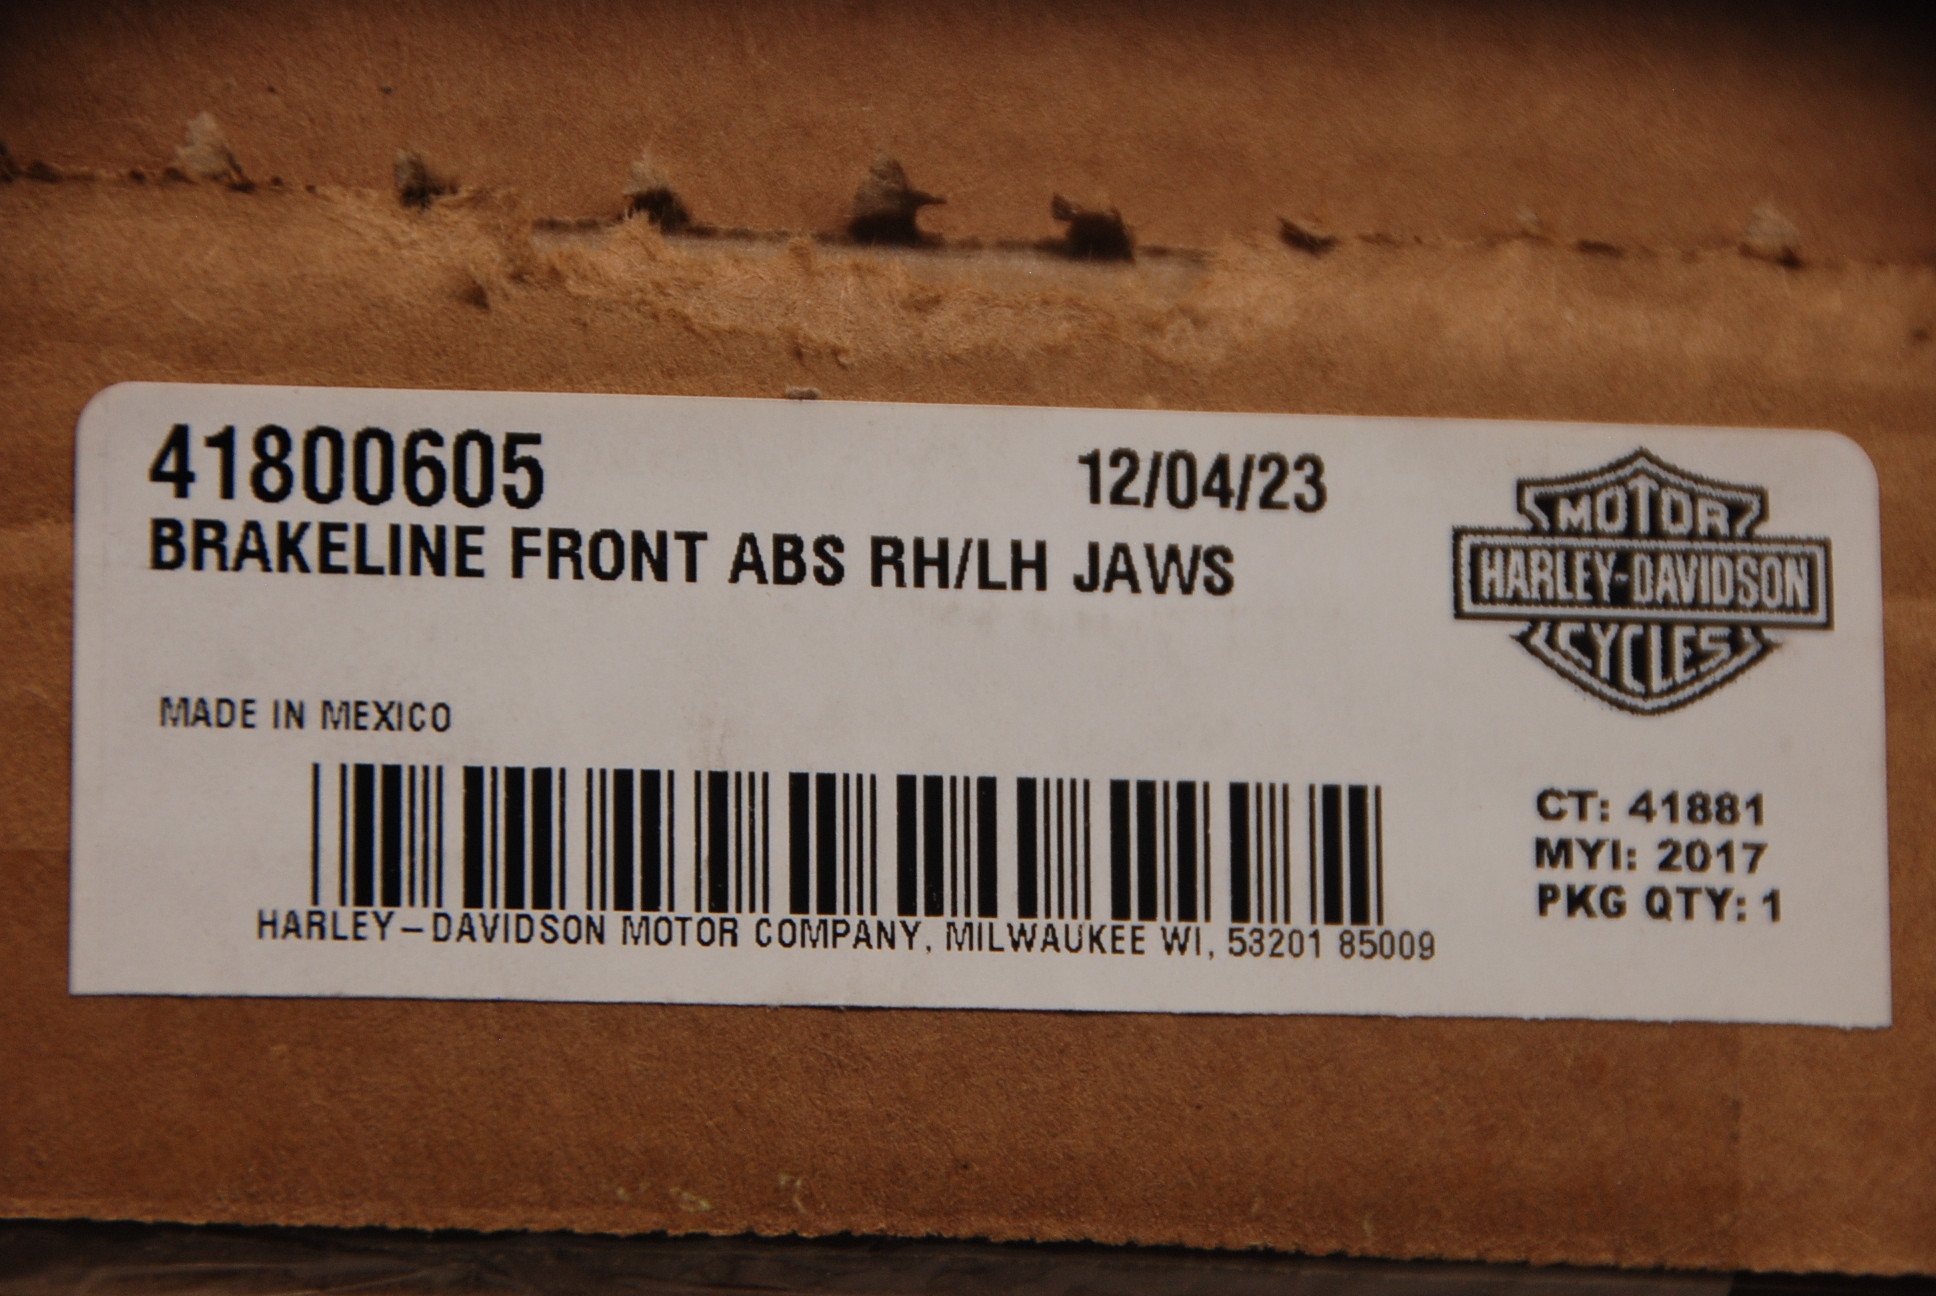 41800605
12/04/23
BRAKELINE FRONT ABS RH/LH JAWS
MOTOR
HARLEY-DAVIDSON
CYCLES
MADE IN MEXICO
CT: 41881
MYI: 2017
PKG QTY: 1
HARLEY-DAVIDSON MOTOR COMPANY, MILWAUKEE WI, 53201 85009